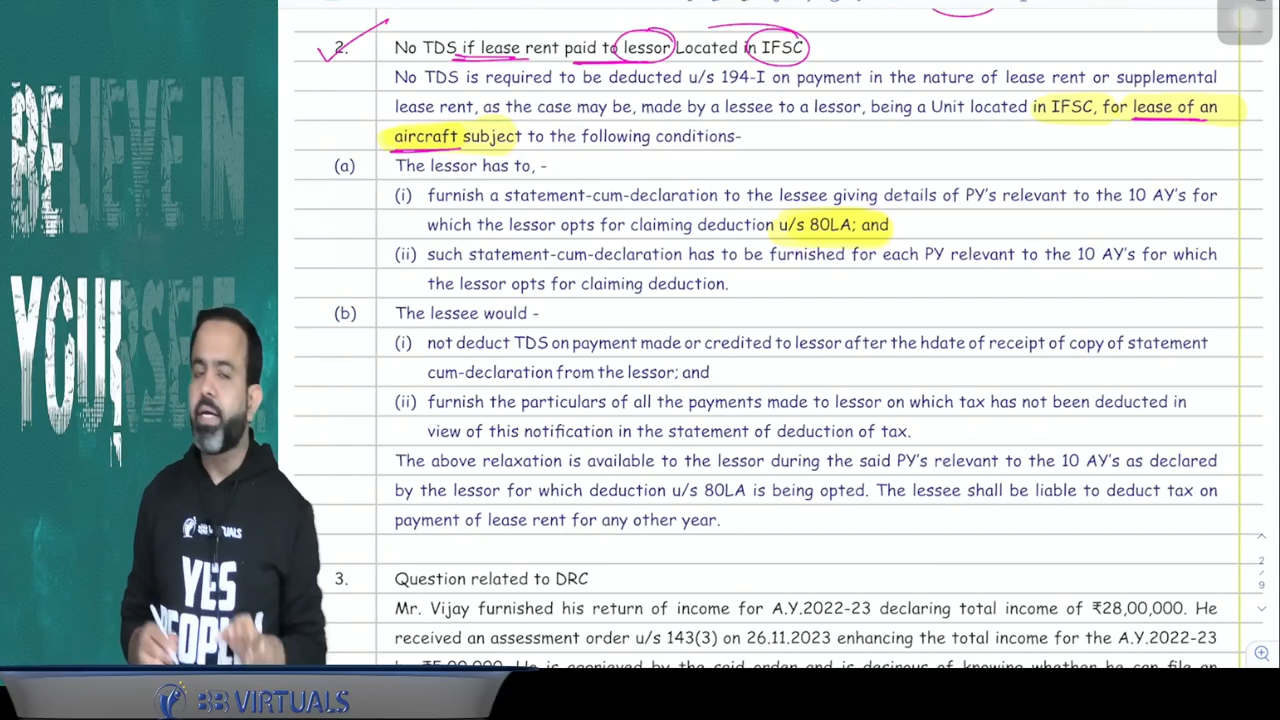 BELIEVE IN
YOURSELF
2. No TDS if lease rent paid to lessor Located in IFSC
No TDS is required to be deducted u/s 194-I on payment in the nature of lease rent or supplemental
lease rent, as the case may be, made by a lessee to a lessor, being a Unit located in IFSC, for lease of an
aircraft subject to the following conditions-
(a) The lessor has to, -
(i) furnish a statement-cum-declaration to the lessee giving details of PY's relevant to the 10 AY's for
which the lessor opts for claiming deduction u/s 80LA; and
(ii) such statement-cum-declaration has to be furnished for each PY relevant to the 10 AY's for which
the lessor opts for claiming deduction.
(b) The lessee would -
(i) not deduct TDS on payment made or credited to lessor after the hdate of receipt of copy of statement
cum-declaration from the lessor; and
(ii) furnish the particulars of all the payments made to lessor on which tax has not been deducted in
view of this notification in the statement of deduction of tax.
The above relaxation is available to the lessor during the said PY's relevant to the 10 AY's as declared
by the lessor for which deduction u/s 80LA is being opted. The lessee shall be liable to deduct tax on
payment of lease rent for any other year.
3. Question related to DRC
Mr. Vijay furnished his return of income for A.Y.2022-23 declaring total income of ₹28,00,000. He
received an assessment order u/s 143(3) on 26.11.2023 enhancing the total income for the A.Y.2022-23
2
/
9
YES
PEOPLE
BB VIRTUALS